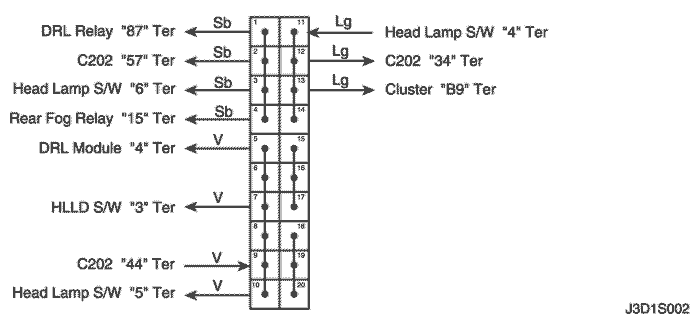 DRL Relay "87" Ter Sb 1 11 Lg Head Lamp S/W "4" Ter
C202 "57" Ter Sb 2 12 Lg C202 "34" Ter
Head Lamp S/W "6" Ter Sb 3 13 Lg Cluster "B9" Ter
Rear Fog Relay "15" Ter Sb 4 14
DRL Module "4" Ter V 5 15
6 16
HLLD S/W "3" Ter V 7 17
8 18
C202 "44" Ter V 9 19
Head Lamp S/W "5" Ter V 10 20
J3D1S002